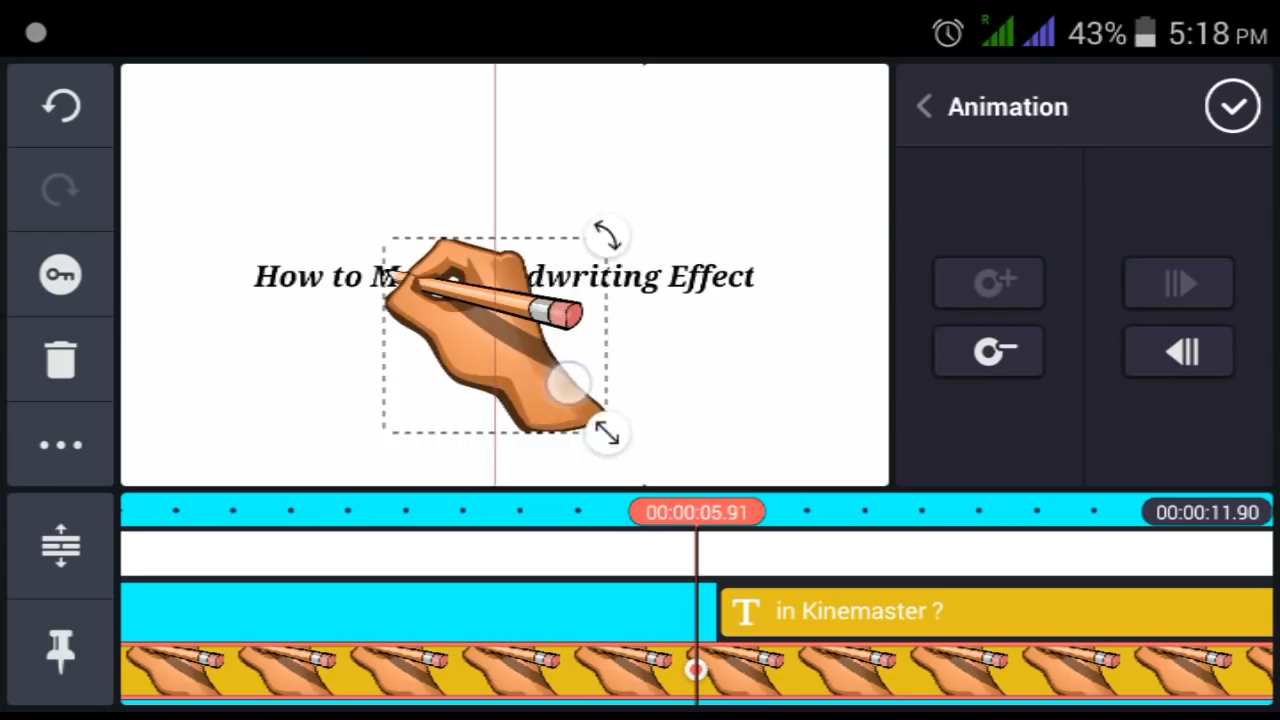 R 43% 5:18 PM
Animation
How to M dwriting Effect
00:00:05.91
00:00:11.90
T in Kinemaster ?